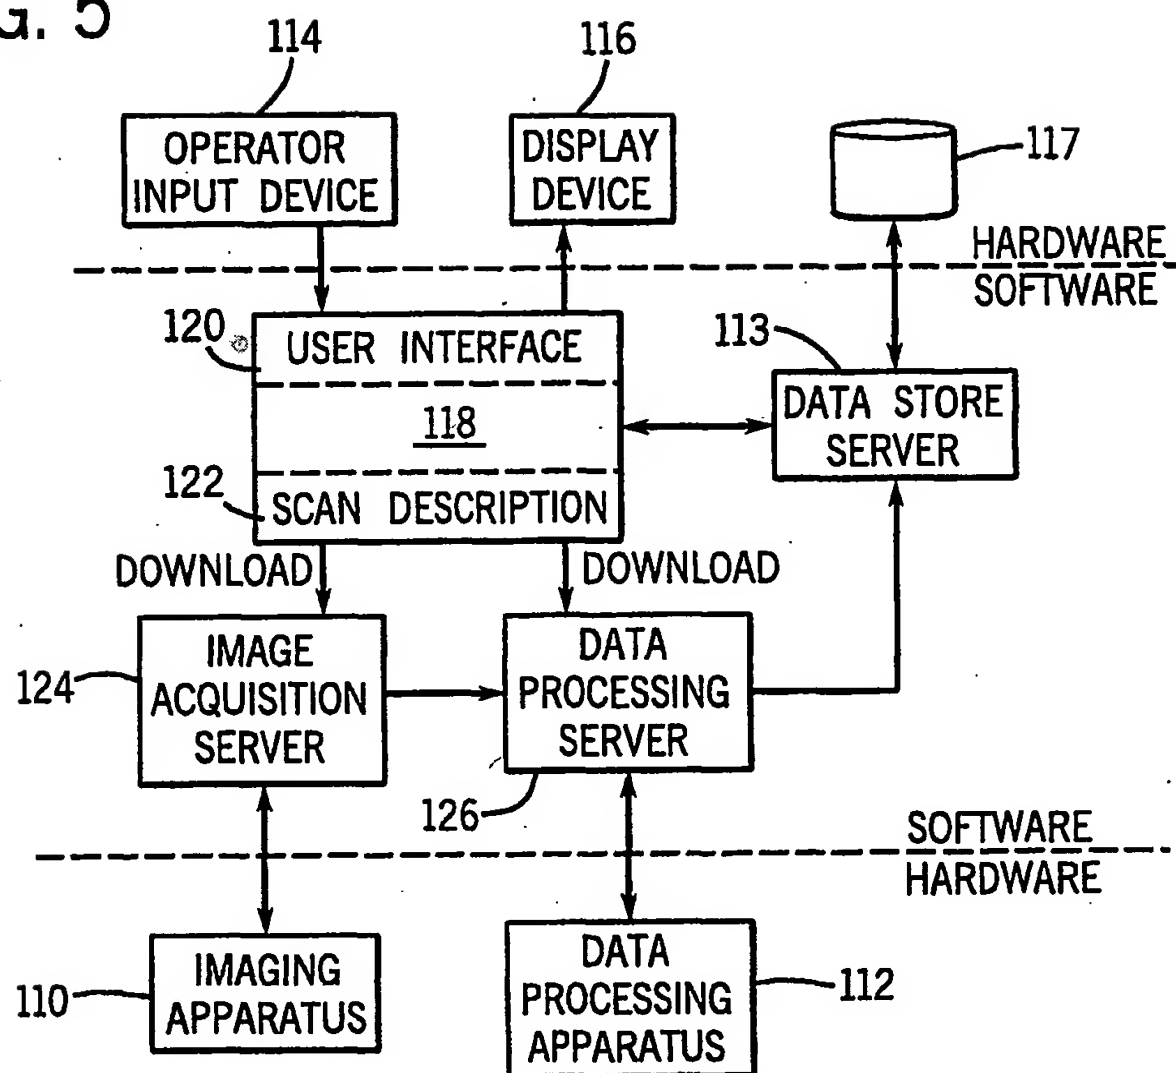 G. 5
114
116
OPERATOR
INPUT DEVICE
DISPLAY
DEVICE
117
HARDWARE
SOFTWARE
120
USER INTERFACE
113
118
DATA STORE
SERVER
122
SCAN DESCRIPTION
DOWNLOAD
DOWNLOAD
124
IMAGE
ACQUISITION
SERVER
DATA
PROCESSING
SERVER
126
SOFTWARE
HARDWARE
110
IMAGING
APPARATUS
DATA
PROCESSING
APPARATUS
112